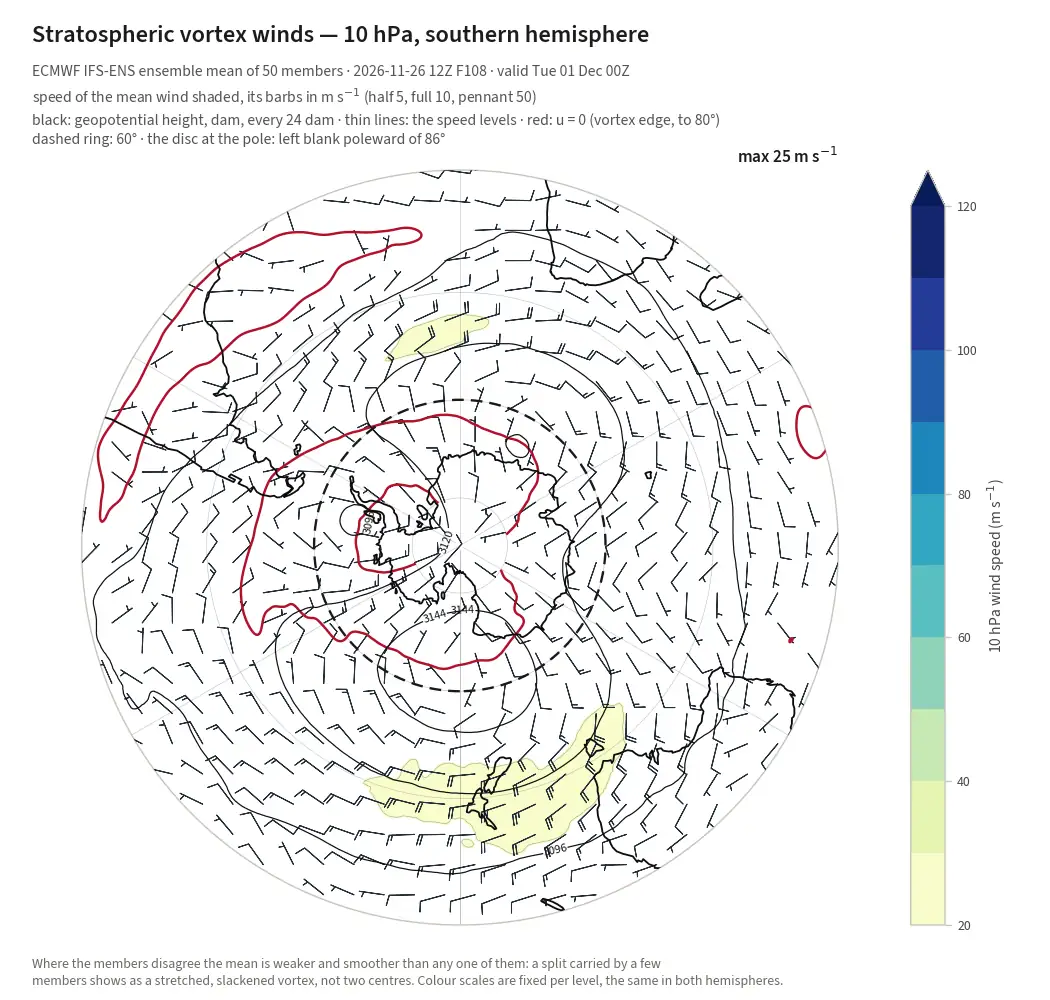 Stratospheric vortex winds — 10 hPa, southern hemisphere
ECMWF IFS-ENS ensemble mean of 50 members · 2026-11-26 12Z F108 · valid Tue 01 Dec 00Z
speed of the mean wind shaded, its barbs in m s⁻¹ (half 5, full 10, pennant 50)
black: geopotential height, dam, every 24 dam · thin lines: the speed levels · red: u = 0 (vortex edge, to 80°)
dashed ring: 60° · the disc at the pole: left blank poleward of 86°
max 25 m s⁻¹
120
100
80
60
40
20
10 hPa wind speed (m s⁻¹)
3120
3144
3144
Where the members disagree the mean is weaker and smoother than any one of them: a split carried by a few
members shows as a stretched, slackened vortex, not two centres. Colour scales are fixed per level, the same in both hemispheres.